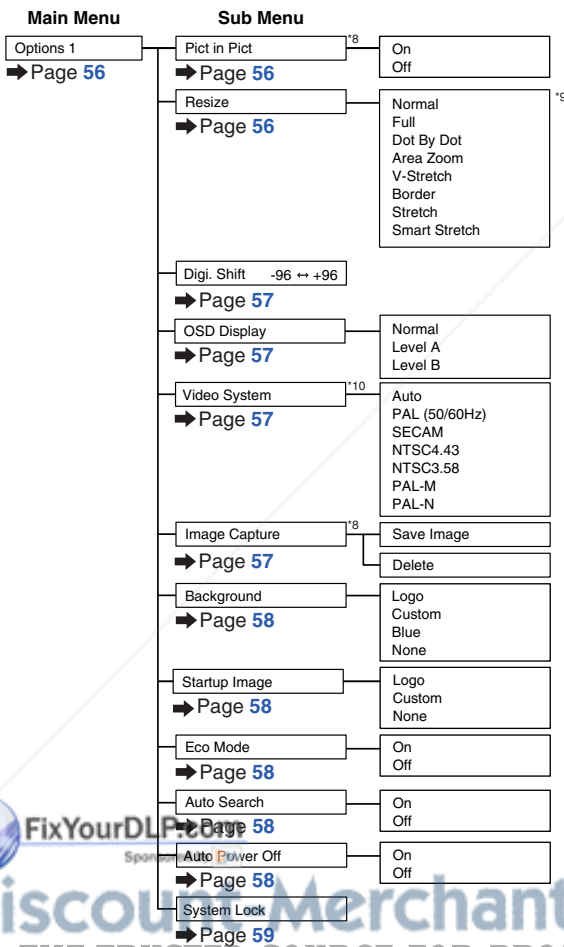 Main Menu
Sub Menu
Options 1
➡ Page 56
Pict in Pict *8
➡ Page 56
On
Off
Resize
➡ Page 56
Normal *9
Full
Dot By Dot
Area Zoom
V-Stretch
Border
Stretch
Smart Stretch
Digi. Shift -96 ↔ +96
➡ Page 57
OSD Display
➡ Page 57
Normal
Level A
Level B
Video System *10
➡ Page 57
Auto
PAL (50/60Hz)
SECAM
NTSC4.43
NTSC3.58
PAL-M
PAL-N
Image Capture *8
➡ Page 57
Save Image
Delete
Background
➡ Page 58
Logo
Custom
Blue
None
Startup Image
➡ Page 58
Logo
Custom
None
Eco Mode
➡ Page 58
On
Off
Auto Search
➡ Page 58
On
Off
FixYourDLP.com
Auto Power Off
➡ Page 58
On
Off
System Lock
➡ Page 59
iscount-Merchant